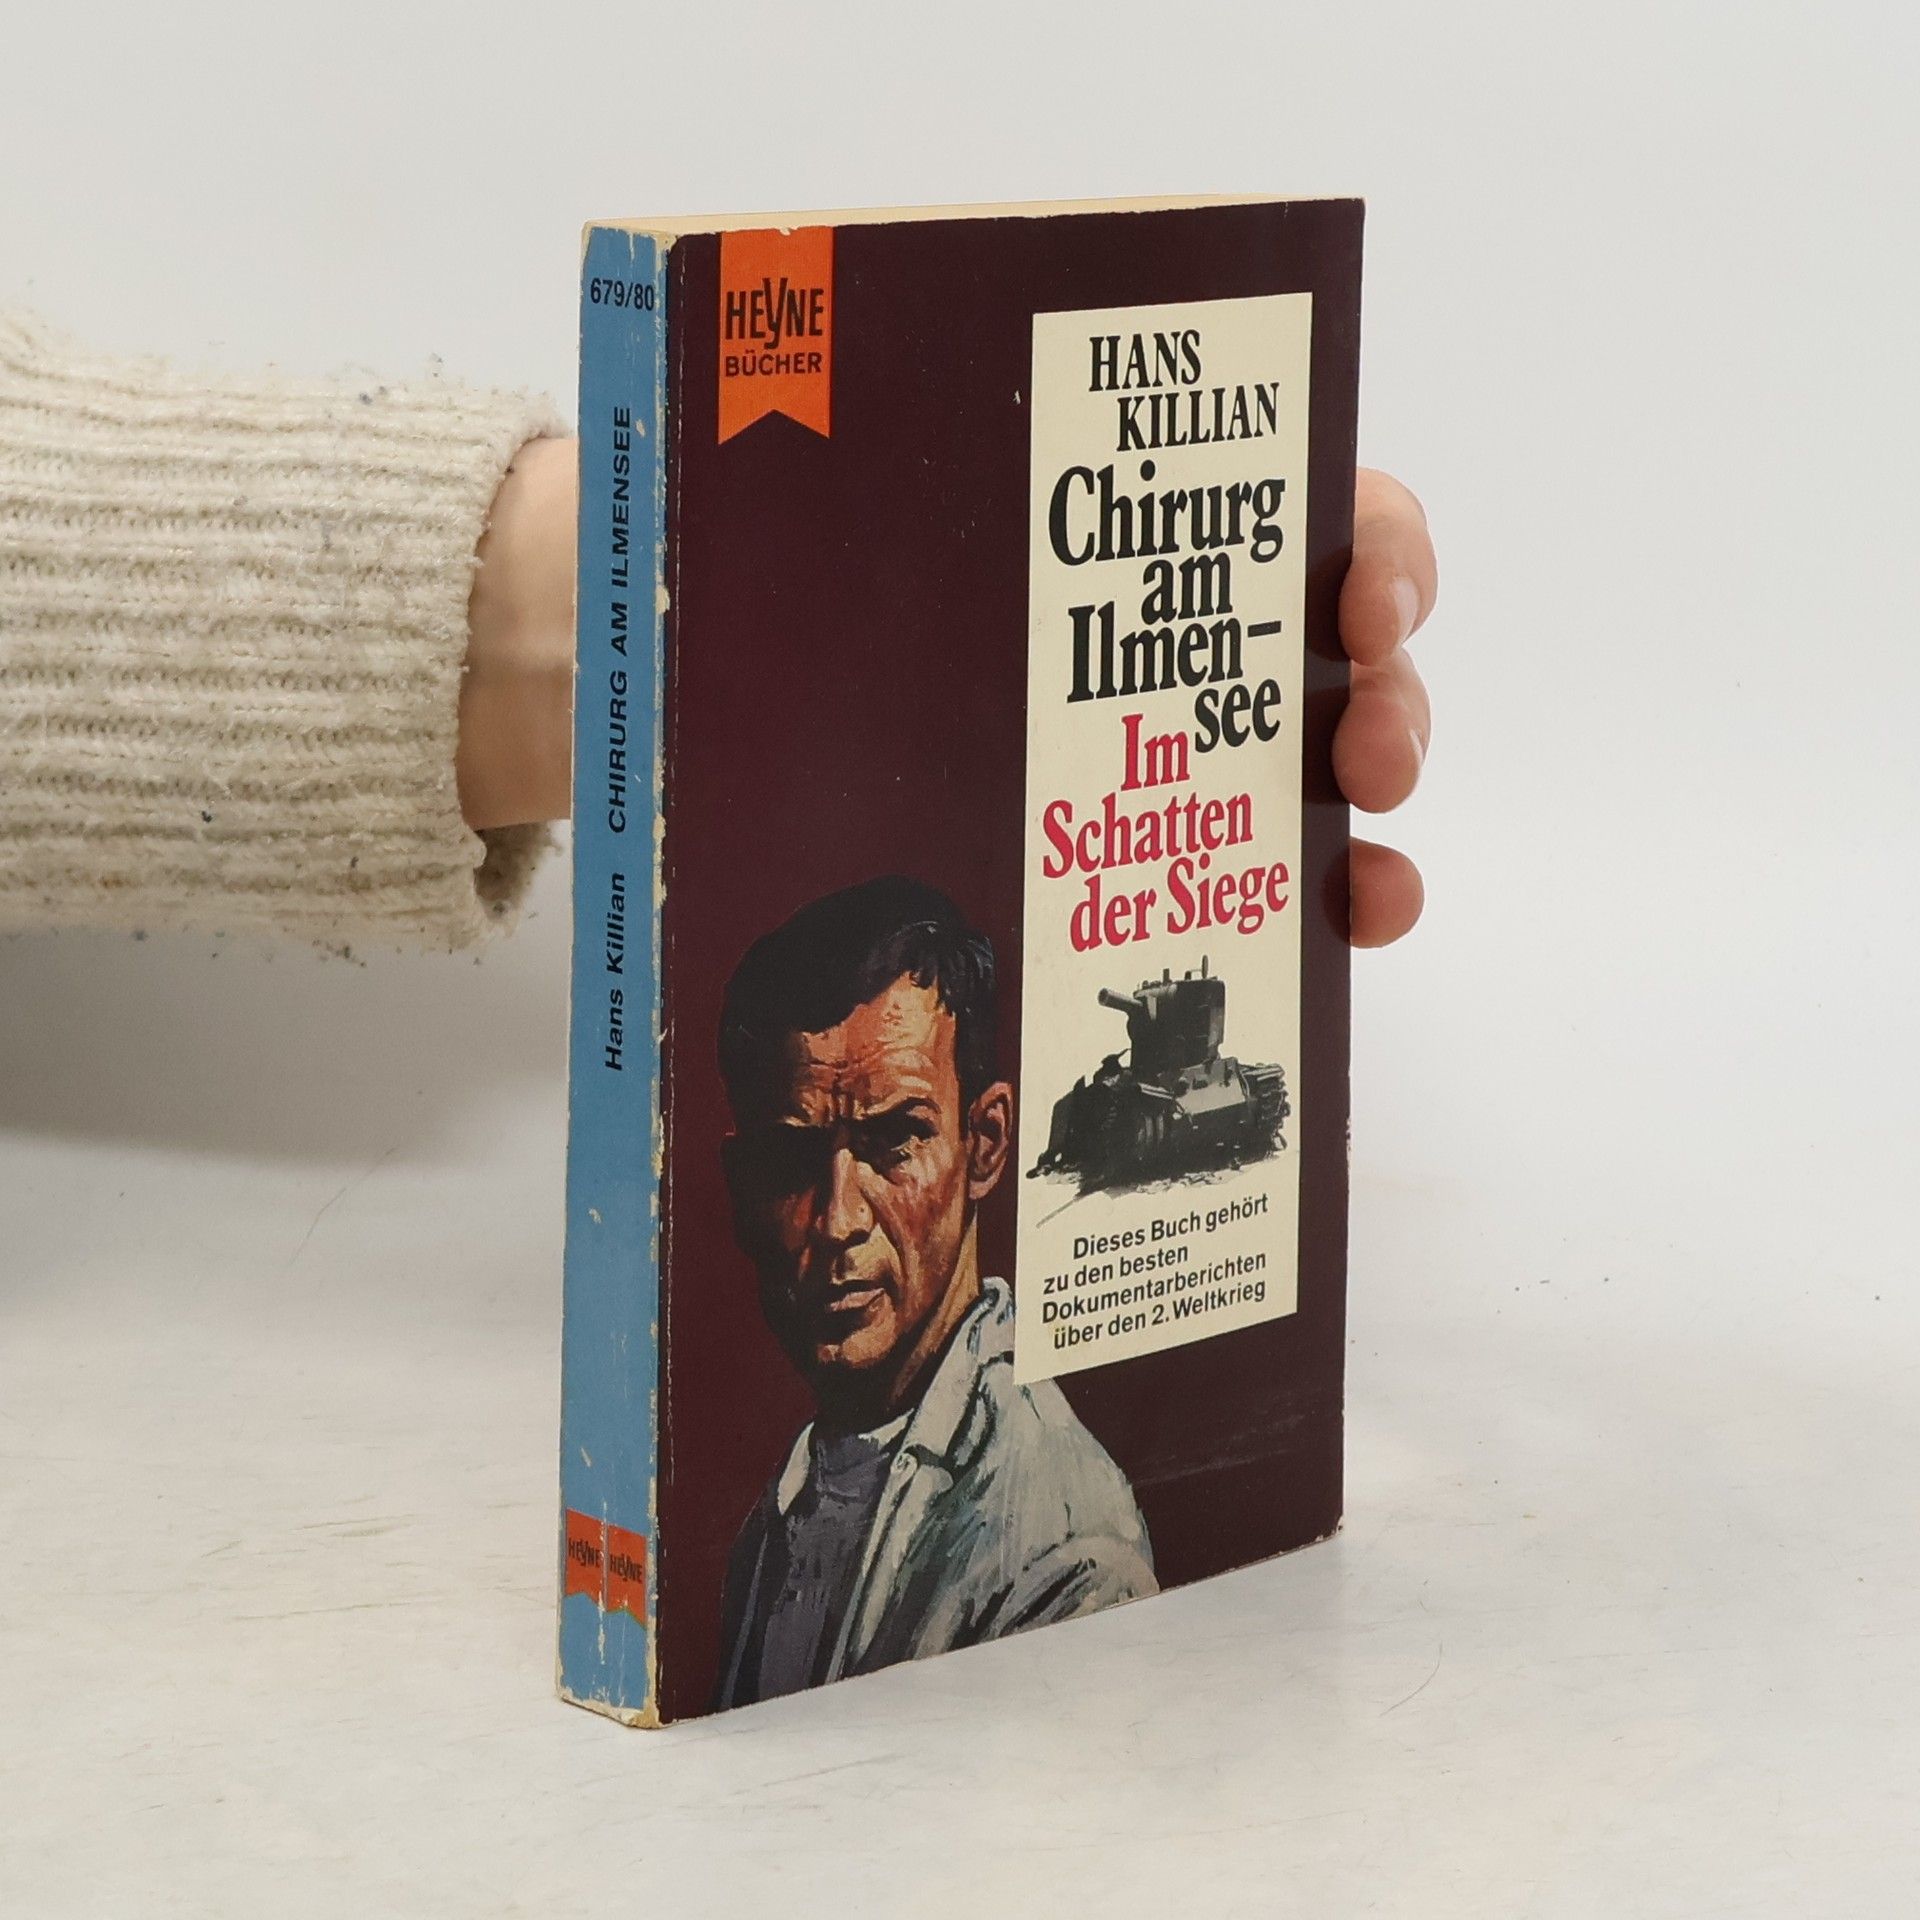 679/80
Hans Killian CHIRURG AM ILMENSEE
HEYNE HEYNE
HEYNE
BÜCHER
HANS
KILLIAN
Chirurg
am
Ilmen-
see
Im
Schatten
der Siege
Dieses Buch gehört
zu den besten
Dokumentarberichten
über den 2. Weltkrieg